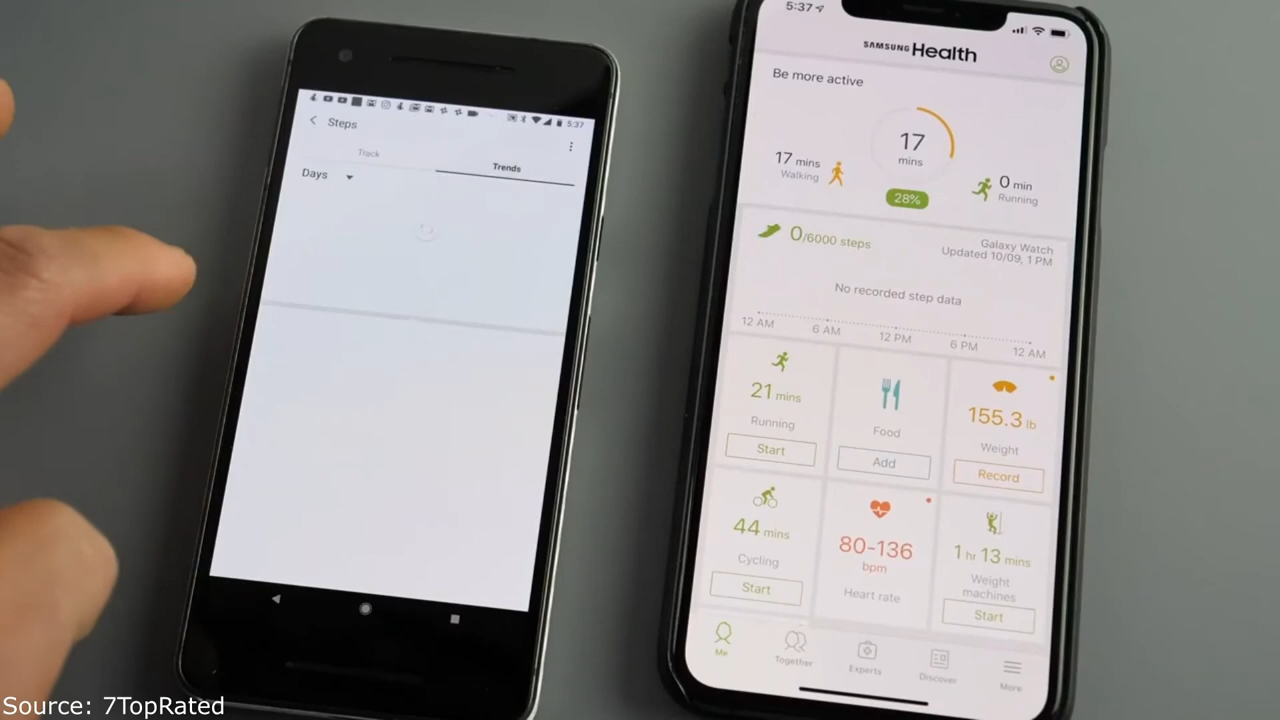 5:37
Steps
Track
Trends
Days
5:37
SAMSUNG Health
Be more active
17
mins
17 mins
Walking
0 min
Running
28%
0/6000 steps
Galaxy Watch
Updated 10/09, 1 PM
No recorded step data
12 AM
6 AM
12 PM
6 PM
12 AM
21 mins
Running
Start
Food
Add
155.3 lb
Weight
Record
44 mins
Cycling
Start
80-136
bpm
Heart rate
1 hr 13 mins
Weight
machines
Start
Me
Together
Experts
Discover
More
Source: 7TopRated